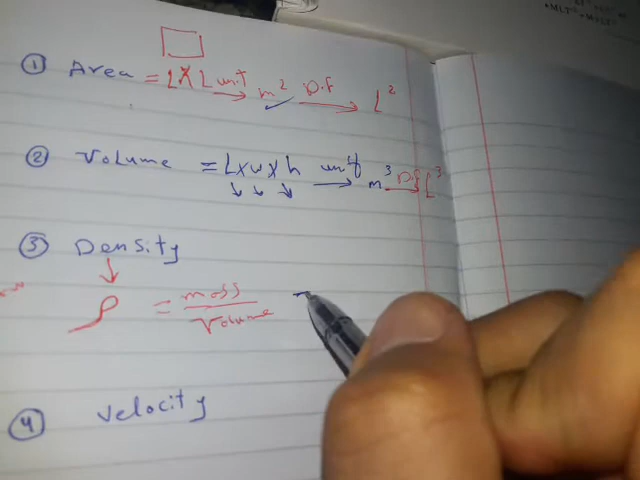 ① Area = L X L unit → m² D.F → L²
② Volume = L x w x h unit → m³ D.F L³
③ Density
ρ = mass / Volume
④ Velocity